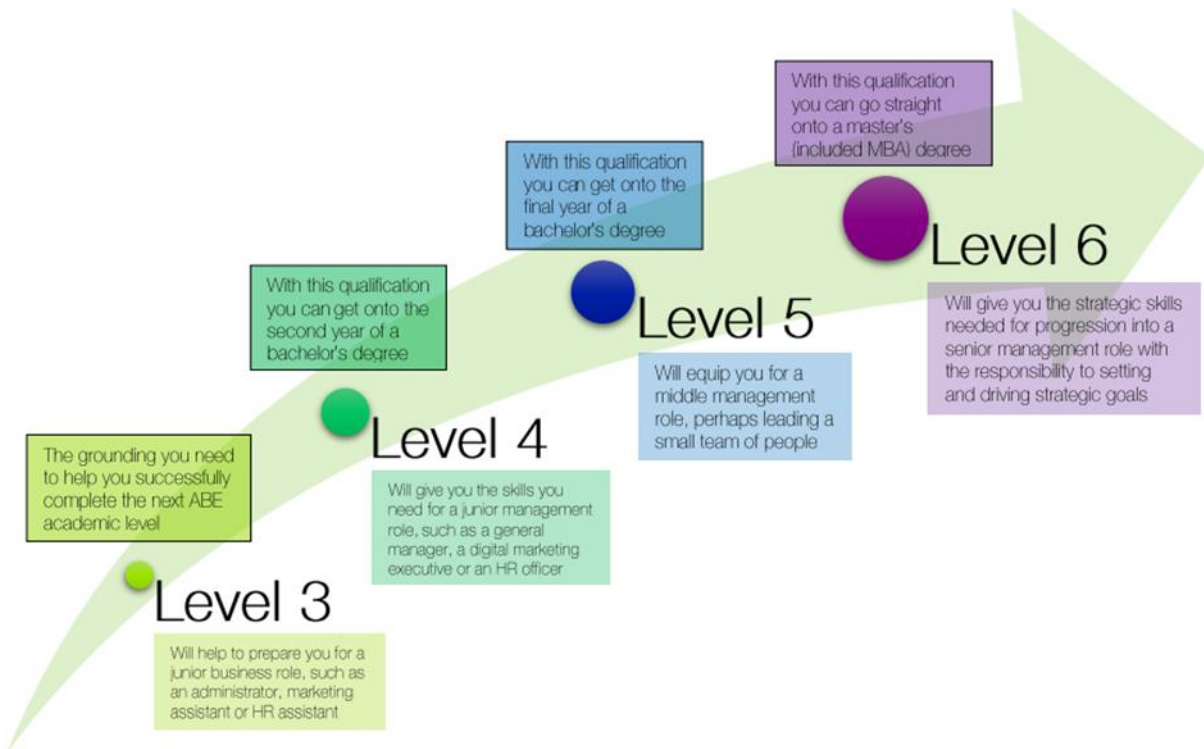 The grounding you need
to help you successfully
complete the next ABE
academic level
Level 3
Will help to prepare you for a
junior business role, such as
an administrator, marketing
assistant or HR assistant
With this qualification
you can get onto the
second year of a
bachelor's degree
Level 4
Will give you the skills you
need for a junior management
role, such as a general
manager, a digital marketing
executive or an HR officer
With this qualification
you can get onto the
final year of a
bachelor's degree
Level 5
Will equip you for a
middle management
role, perhaps leading a
small team of people
With this qualification
you can go straight
onto a master's
(included MBA) degree
Level 6
Will give you the strategic skills
needed for progression into a
senior management role with
the responsibility to setting
and driving strategic goals